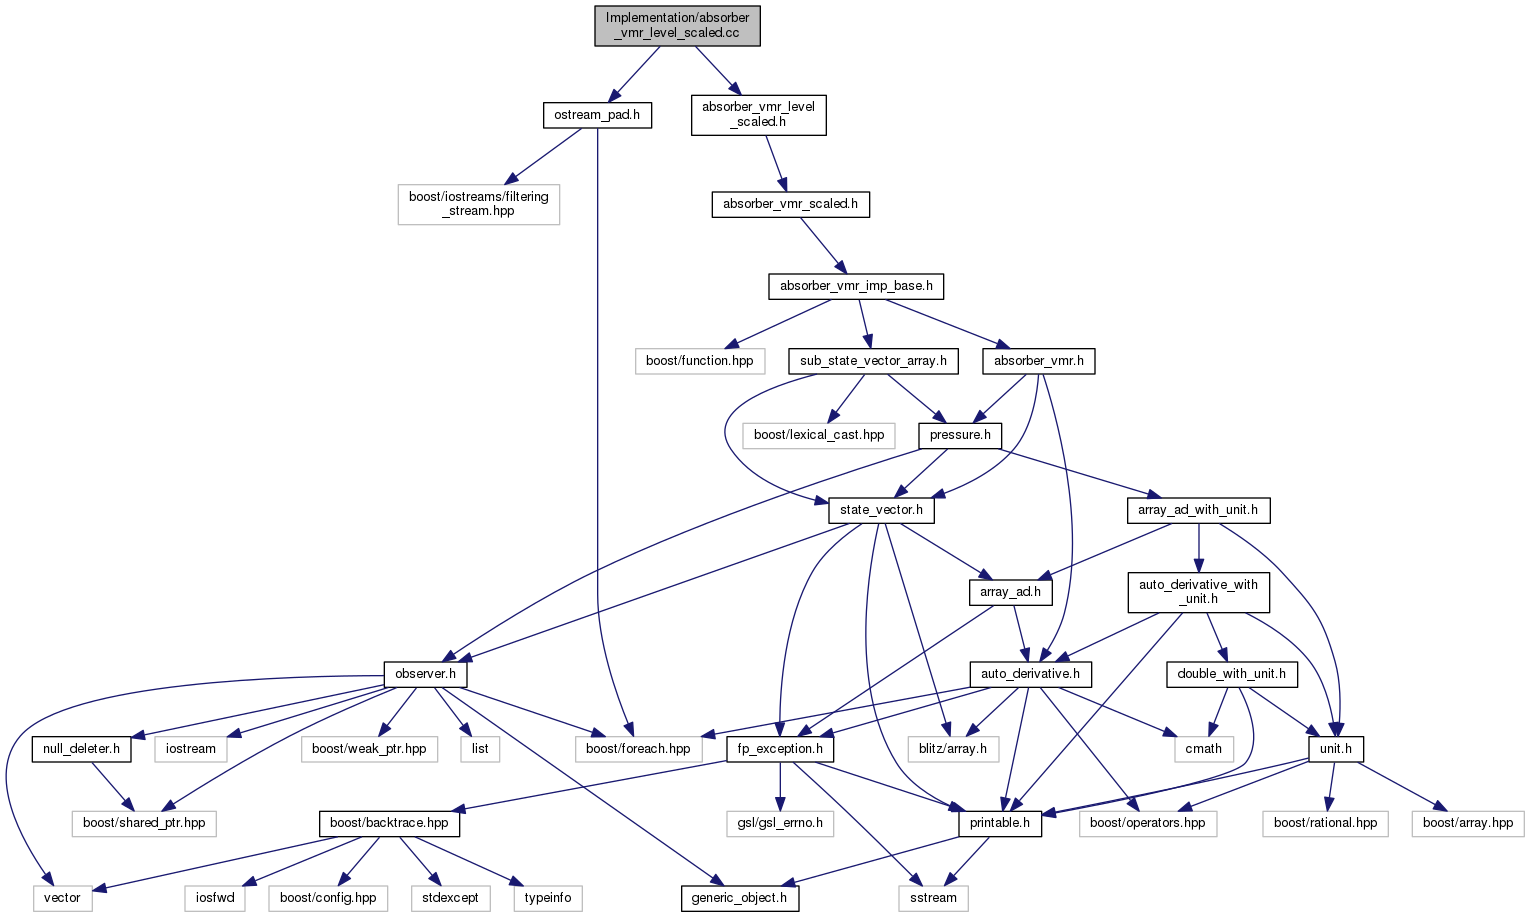 Implementation/absorber
_vmr_level_scaled.cc
ostream_pad.h
absorber_vmr_level
_scaled.h
boost/iostreams/filtering
_stream.hpp
absorber_vmr_scaled.h
absorber_vmr_imp_base.h
boost/function.hpp
sub_state_vector_array.h
absorber_vmr.h
boost/lexical_cast.hpp
pressure.h
state_vector.h
array_ad_with_unit.h
array_ad.h
auto_derivative_with
_unit.h
observer.h
auto_derivative.h
double_with_unit.h
null_deleter.h
iostream
boost/weak_ptr.hpp
list
boost/foreach.hpp
fp_exception.h
blitz/array.h
cmath
unit.h
boost/shared_ptr.hpp
boost/backtrace.hpp
gsl/gsl_errno.h
printable.h
boost/operators.hpp
boost/rational.hpp
boost/array.hpp
vector
iosfwd
boost/config.hpp
stdexcept
typeinfo
generic_object.h
sstream